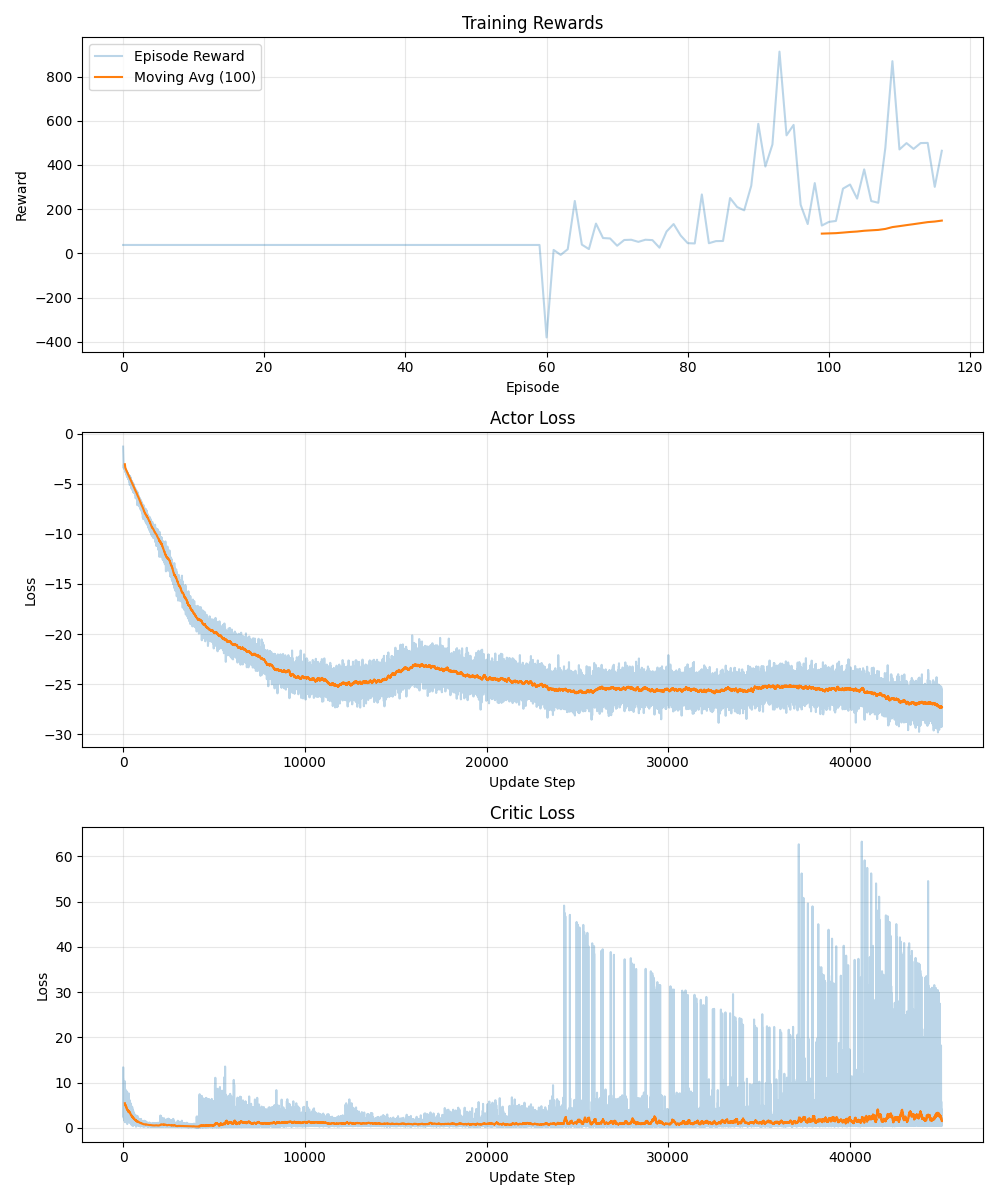 Training Rewards
Episode Reward
Moving Avg (100)
800
600
400
200
0
−200
−400
Reward
0 20 40 60 80 100 120
Episode
Actor Loss
0
−5
−10
−15
−20
−25
−30
Loss
0 10000 20000 30000 40000
Update Step
Critic Loss
60
50
40
30
20
10
0
Loss
0 10000 20000 30000 40000
Update Step